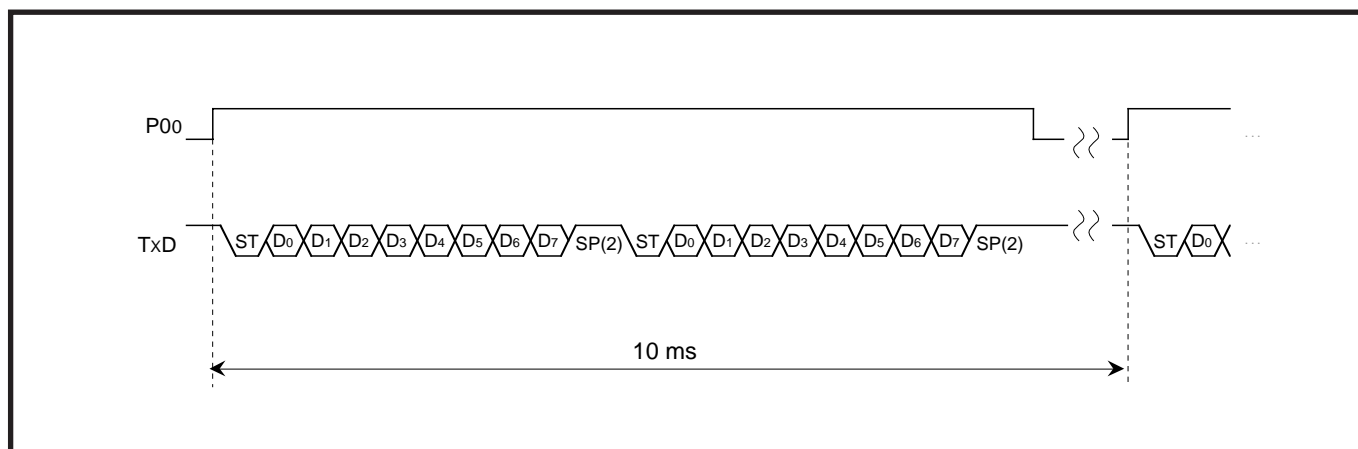 P00
...
TxD ST D0 D1 D2 D3 D4 D5 D6 D7 SP(2) ST D0 D1 D2 D3 D4 D5 D6 D7 SP(2) ST D0 ...
10 ms